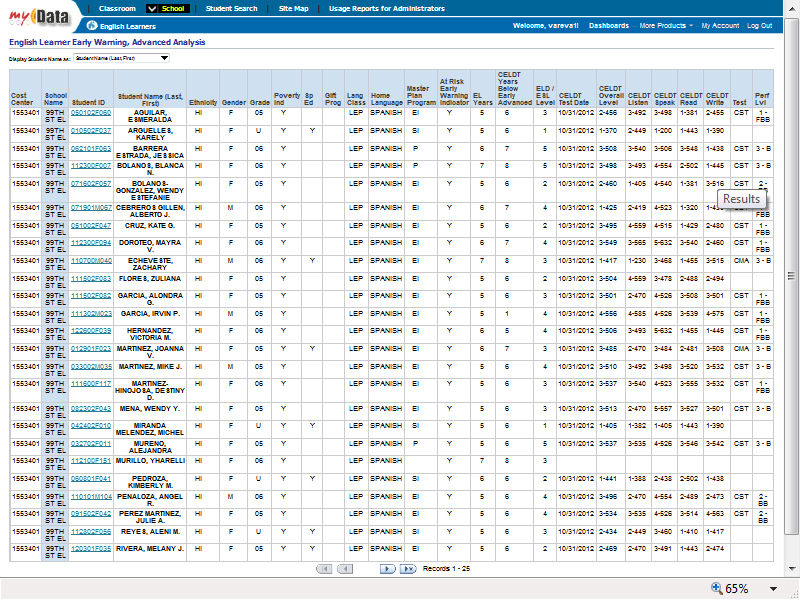 my Data
Classroom School Student Search Site Map Usage Reports for Administrators
English Learners Welcome, vareva1! Dashboards More Products My Account Log Out
English Learner Early Warning, Advanced Analysis
Display Student Name as: Student Name (Last, First)
Cost Center School Name Student ID Student Name (Last, First) Ethnicity Gender Grade Poverty Ind Sp Ed Gift Prog Lang Class Home Language Master Plan Program At Risk Early Warning Indicator EL Years CELDT Years Below Early Advanced ELD / ESL Level CELDT Test Date CELDT Overall Level CELDT Listen CELDT Speak CELDT Read CELDT Write Test Perf Lvl
1553401 99TH ST EL 050102F060 AGUILAR, ESMERALDA HI F 05 Y LEP SPANISH EI Y 5 6 3 10/31/2012 2-456 3-492 3-498 1-381 2-455 CST 1 - FBB
1553401 99TH ST EL 010502F037 ARGUELLES, KARELY HI F U Y Y LEP SPANISH SI Y 5 6 1 10/31/2012 1-370 2-449 1-200 1-443 1-390
1553401 99TH ST EL 062101F063 BARRERA ESTRADA, JESSICA HI F 06 Y LEP SPANISH P Y 6 7 5 10/31/2012 3-508 3-540 3-506 3-548 1-438 CST 3 - B
1553401 99TH ST EL 112300F007 BOLANOS, BLANCA N. HI F 06 Y LEP SPANISH P Y 7 8 5 10/31/2012 3-498 3-493 4-554 2-502 1-445 CST 3 - B
1553401 99TH ST EL 071602F057 BOLANOS-GONZALEZ, WENDY ESTEFANIE HI F 05 Y LEP SPANISH EI Y 5 6 2 10/31/2012 2-460 1-405 4-540 1-381 3-516 CST 2 -
Results
1553401 99TH ST EL 071901M067 CEBREROS GILLEN, ALBERTO J. HI M 06 Y LEP SPANISH EI Y 6 7 4 10/31/2012 1-425 2-419 4-523 1-320 FBB
1553401 99TH ST EL 051002F047 CRUZ, KATE G. HI F 05 Y LEP SPANISH EI Y 5 6 2 10/31/2012 3-495 4-559 4-515 1-429 2-480 CST 1 - FBB
1553401 99TH ST EL 112300F094 DOROTEO, MAYRA V. HI F 06 Y LEP SPANISH EI Y 6 7 4 10/31/2012 3-549 3-565 5-632 3-540 2-460 CST 1 - FBB
1553401 99TH ST EL 110700M040 ECHEVESTE, ZACHARY HI M 06 Y Y LEP SPANISH EI Y 7 8 3 10/31/2012 1-417 1-230 3-468 1-455 3-515 CMA 3 - B
1553401 99TH ST EL 111502F083 FLORES, ZULIANA HI F 05 Y LEP SPANISH EI Y 5 6 2 10/31/2012 3-504 4-559 3-478 2-488 2-494
1553401 99TH ST EL 111502F082 GARCIA, ALONDRA G. HI F 05 Y LEP SPANISH EI Y 5 6 3 10/31/2012 3-501 2-470 4-526 3-508 3-501 CST 1 - FBB
1553401 99TH ST EL 111302M023 GARCIA, IRVIN P. HI M 05 Y LEP SPANISH EI Y 5 1 4 10/31/2012 4-556 4-585 4-526 3-539 4-575 CST 1 - FBB
1553401 99TH ST EL 122600F039 HERNANDEZ, VICTORIA M. HI F 06 Y LEP SPANISH EI Y 6 5 4 10/31/2012 3-506 3-493 5-632 1-455 1-445 CST 1 - FBB
1553401 99TH ST EL 012901F023 MARTINEZ, JOANNA V. HI F 05 Y Y LEP SPANISH EI Y 6 7 3 10/31/2012 3-485 2-470 3-484 2-481 3-508 CMA 3 - B
1553401 99TH ST EL 033002M035 MARTINEZ, MIKE J. HI M 05 Y LEP SPANISH EI Y 5 6 4 10/31/2012 3-510 3-492 3-498 3-520 3-532 CST 3 - B
1553401 99TH ST EL 111600F117 MARTINEZ-HINOJOSA, DESTINY D. HI F 06 Y LEP SPANISH EI Y 5 6 3 10/31/2012 3-537 3-540 4-523 3-555 3-532 CST 1 - FBB
1553401 99TH ST EL 082302F043 MENA, WENDY Y. HI F 05 Y LEP SPANISH EI Y 5 6 3 10/31/2012 3-513 2-470 5-557 3-527 3-501 CST 3 - B
1553401 99TH ST EL 042402F010 MIRANDA MELENDEZ, MICHEL HI F U Y Y LEP SPANISH SI Y 5 6 1 10/31/2012 1-405 1-382 1-405 1-443 1-390
1553401 99TH ST EL 032702F011 MURENO, ALEJANDRA HI F 05 Y LEP SPANISH P Y 5 6 5 10/31/2012 3-537 3-535 4-526 3-546 3-542 CST 3 - B
1553401 99TH ST EL 112100F151 MURILLO, YHARELLI HI F 06 Y LEP SPANISH Y 7 8 3
1553401 99TH ST EL 060801F041 PEDROZA, KIMBERLY M. HI F U Y Y LEP SPANISH SI Y 6 6 2 10/31/2012 1-441 1-388 2-438 2-502 1-438
1553401 99TH ST EL 110101M104 PENALOZA, ANGEL R. HI M 06 Y LEP SPANISH EI Y 5 6 4 10/31/2012 3-496 2-470 4-554 2-489 2-473 CST 2 - BB
1553401 99TH ST EL 091502F042 PEREZ MARTINEZ, JULIE A. HI F 05 Y LEP SPANISH EI Y 5 6 4 10/31/2012 3-534 3-535 4-526 3-514 4-563 CST 2 - BB
1553401 99TH ST EL 112802F056 REYES, ALENI M. HI F U Y Y LEP SPANISH SI Y 5 6 3 10/31/2012 2-434 2-449 3-460 1-410 1-417
1553401 99TH ST EL 120301F035 RIVERA, MELANY J. HI F 05 Y Y LEP SPANISH EI Y 5 6 2 10/31/2012 2-469 2-470 3-491 1-443 2-474
Records 1 - 25
65%